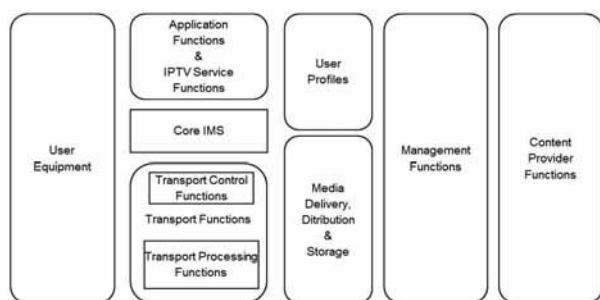 User
Equipment
Application
Functions
&
IPTV Service
Functions
Core IMS
Transport Control
Functions
Transport Functions
Transport Processing
Functions
User
Profiles
Media
Delivery,
Ditribution
&
Storage
Management
Functions
Content
Provider
Functions